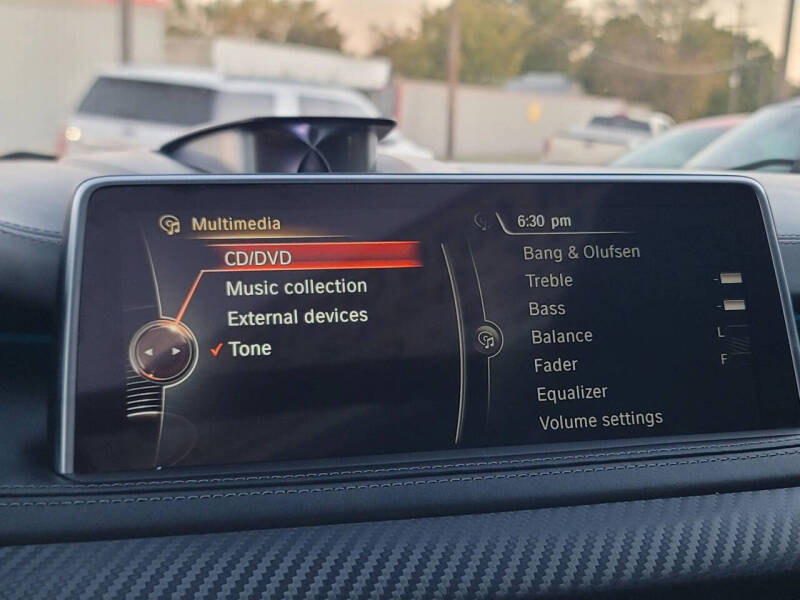 Multimedia
CD/DVD
Music collection
External devices
Tone
6:30 pm
Bang & Olufsen
Treble
Bass
Balance
L
Fader
F
Equalizer
Volume settings